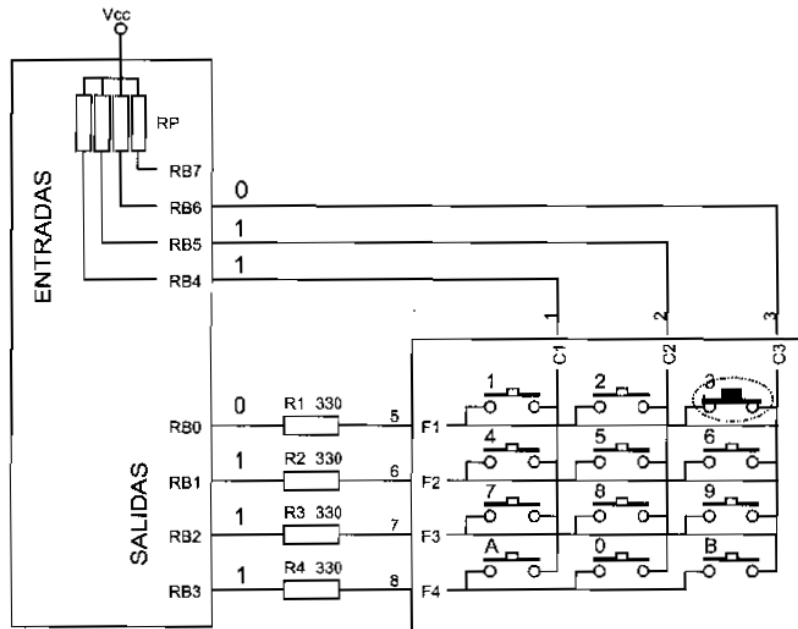 Vcc
RP
ENTRADAS
RB7
RB6 0
RB5 1
RB4 1
1 2 3
C1 C2 C3
SALIDAS
RB0 0 R1 330 5 F1
1 2 3
RB1 1 R2 330 6 F2
4 5 6
RB2 1 R3 330 7 F3
7 8 9
RB3 1 R4 330 8 F4
A 0 B